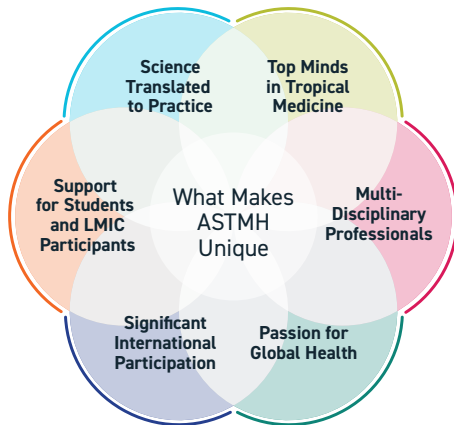 Science
Translated
to Practice
Top Minds
in Tropical
Medicine
Support
for Students
and LMIC
Participants
What Makes
ASTMH
Unique
Multi-
Disciplinary
Professionals
Significant
International
Participation
Passion for
Global Health